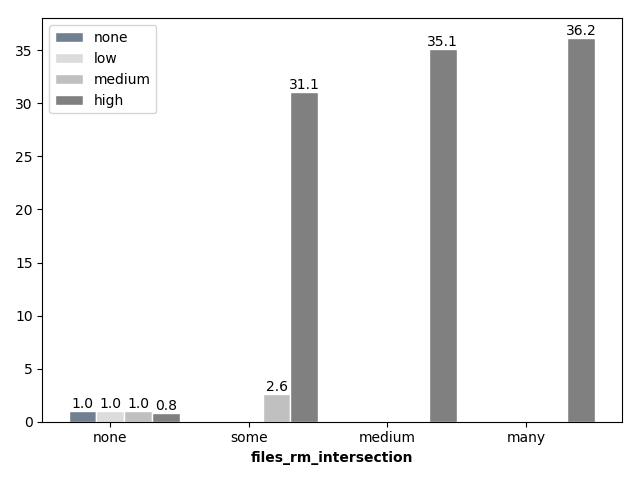 none
low
medium
high
35
30
25
20
15
10
5
0
1.0 1.0 1.0 0.8
2.6 31.1
35.1
36.2
none some medium many
files_rm_intersection